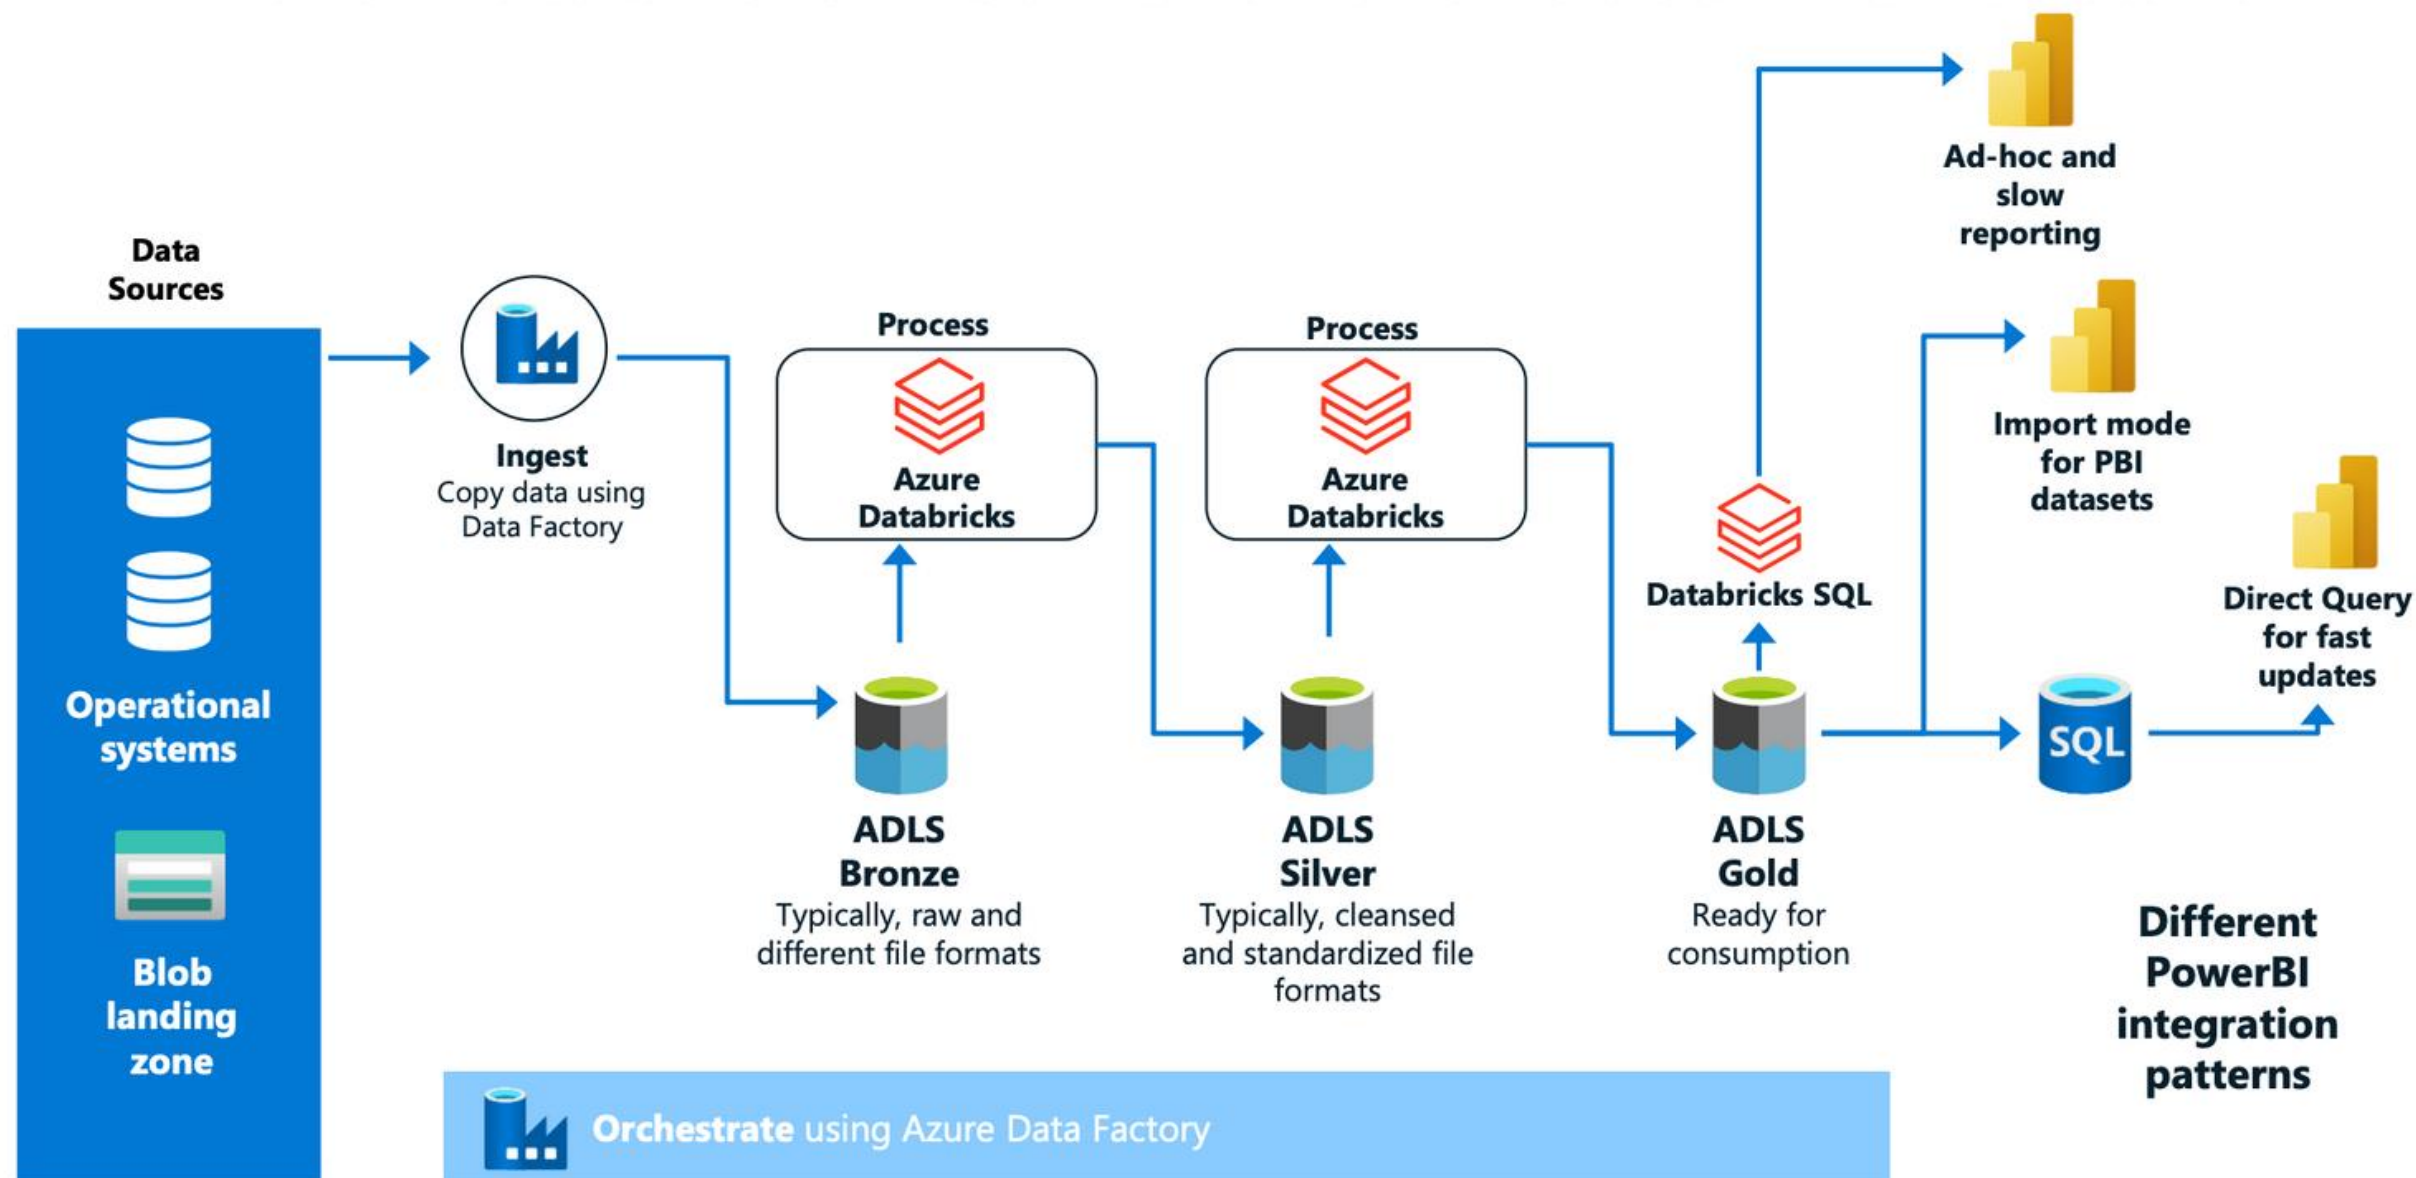 Data
Sources
Operational
systems
Blob
landing
zone
Ingest
Copy data using
Data Factory
Process
Azure
Databricks
ADLS
Bronze
Typically, raw and
different file formats
Process
Azure
Databricks
ADLS
Silver
Typically, cleansed
and standardized file
formats
Databricks SQL
ADLS
Gold
Ready for
consumption
Ad-hoc and
slow
reporting
Import mode
for PBI
datasets
SQL
Direct Query
for fast
updates
Different
PowerBI
integration
patterns
Orchestrate using Azure Data Factory